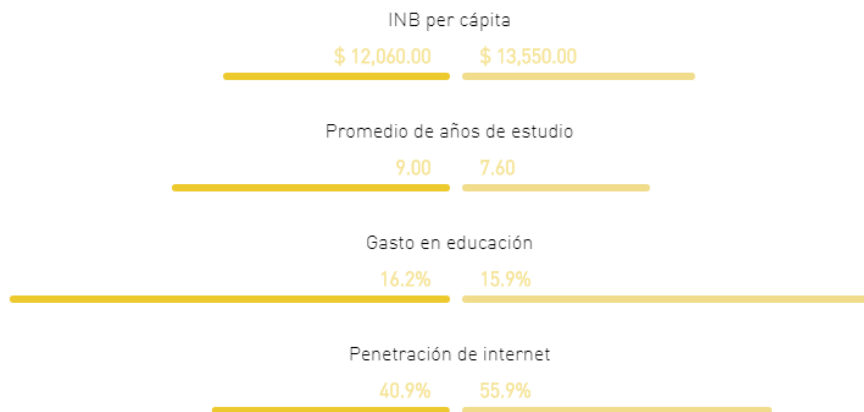 INB per cápita
$ 12,060.00 $ 13,550.00
Promedio de años de estudio
9.00 7.60
Gasto en educación
16.2% 15.9%
Penetración de internet
40.9% 55.9%